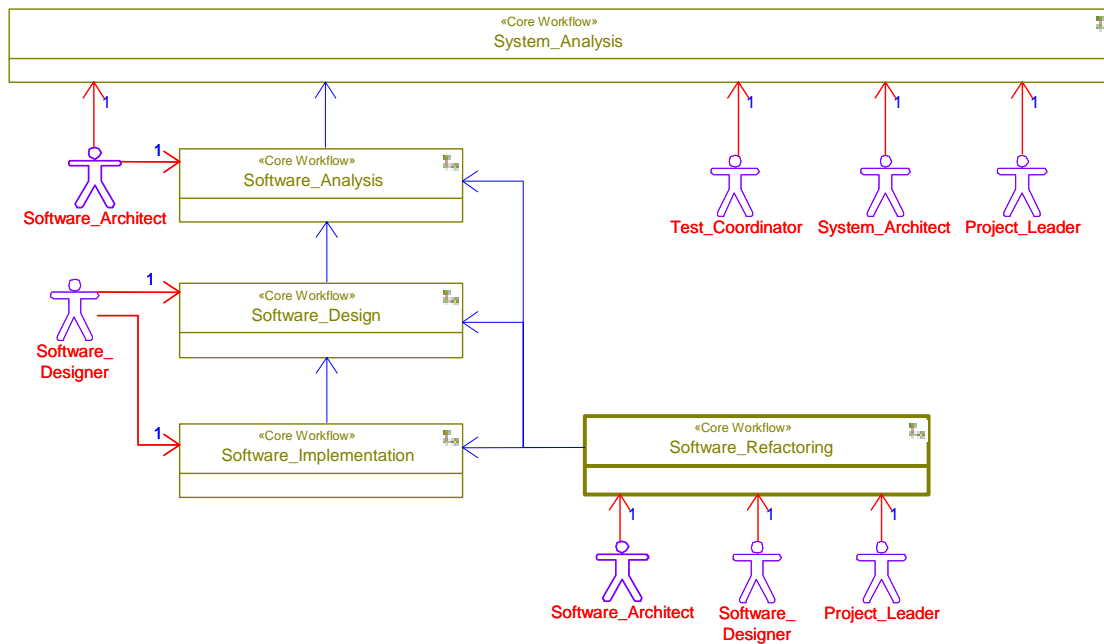 «Core Workflow»
System_Analysis
1
1
1
1
1
«Core Workflow»
Software_Analysis
Software_Architect
Test_Coordinator
System_Architect
Project_Leader
1
«Core Workflow»
Software_Design
Software_
Designer
1
«Core Workflow»
Software_Implementation
«Core Workflow»
Software_Refactoring
1
1
1
Software_Architect
Software_
Designer
Project_Leader